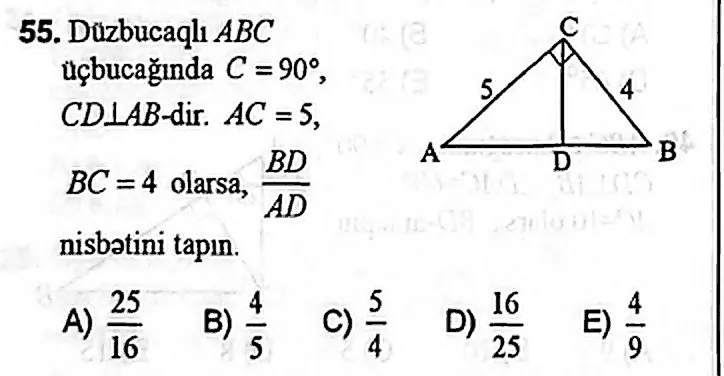 55. Düzbucaqlı ABC
üçbucağında C = 90°,
CD⊥AB-dir. AC = 5,
BC = 4 olarsa, BD/AD
nisbətini tapın.
C
5
4
A
D
B
A) 25/16 B) 4/5 C) 5/4 D) 16/25 E) 4/9